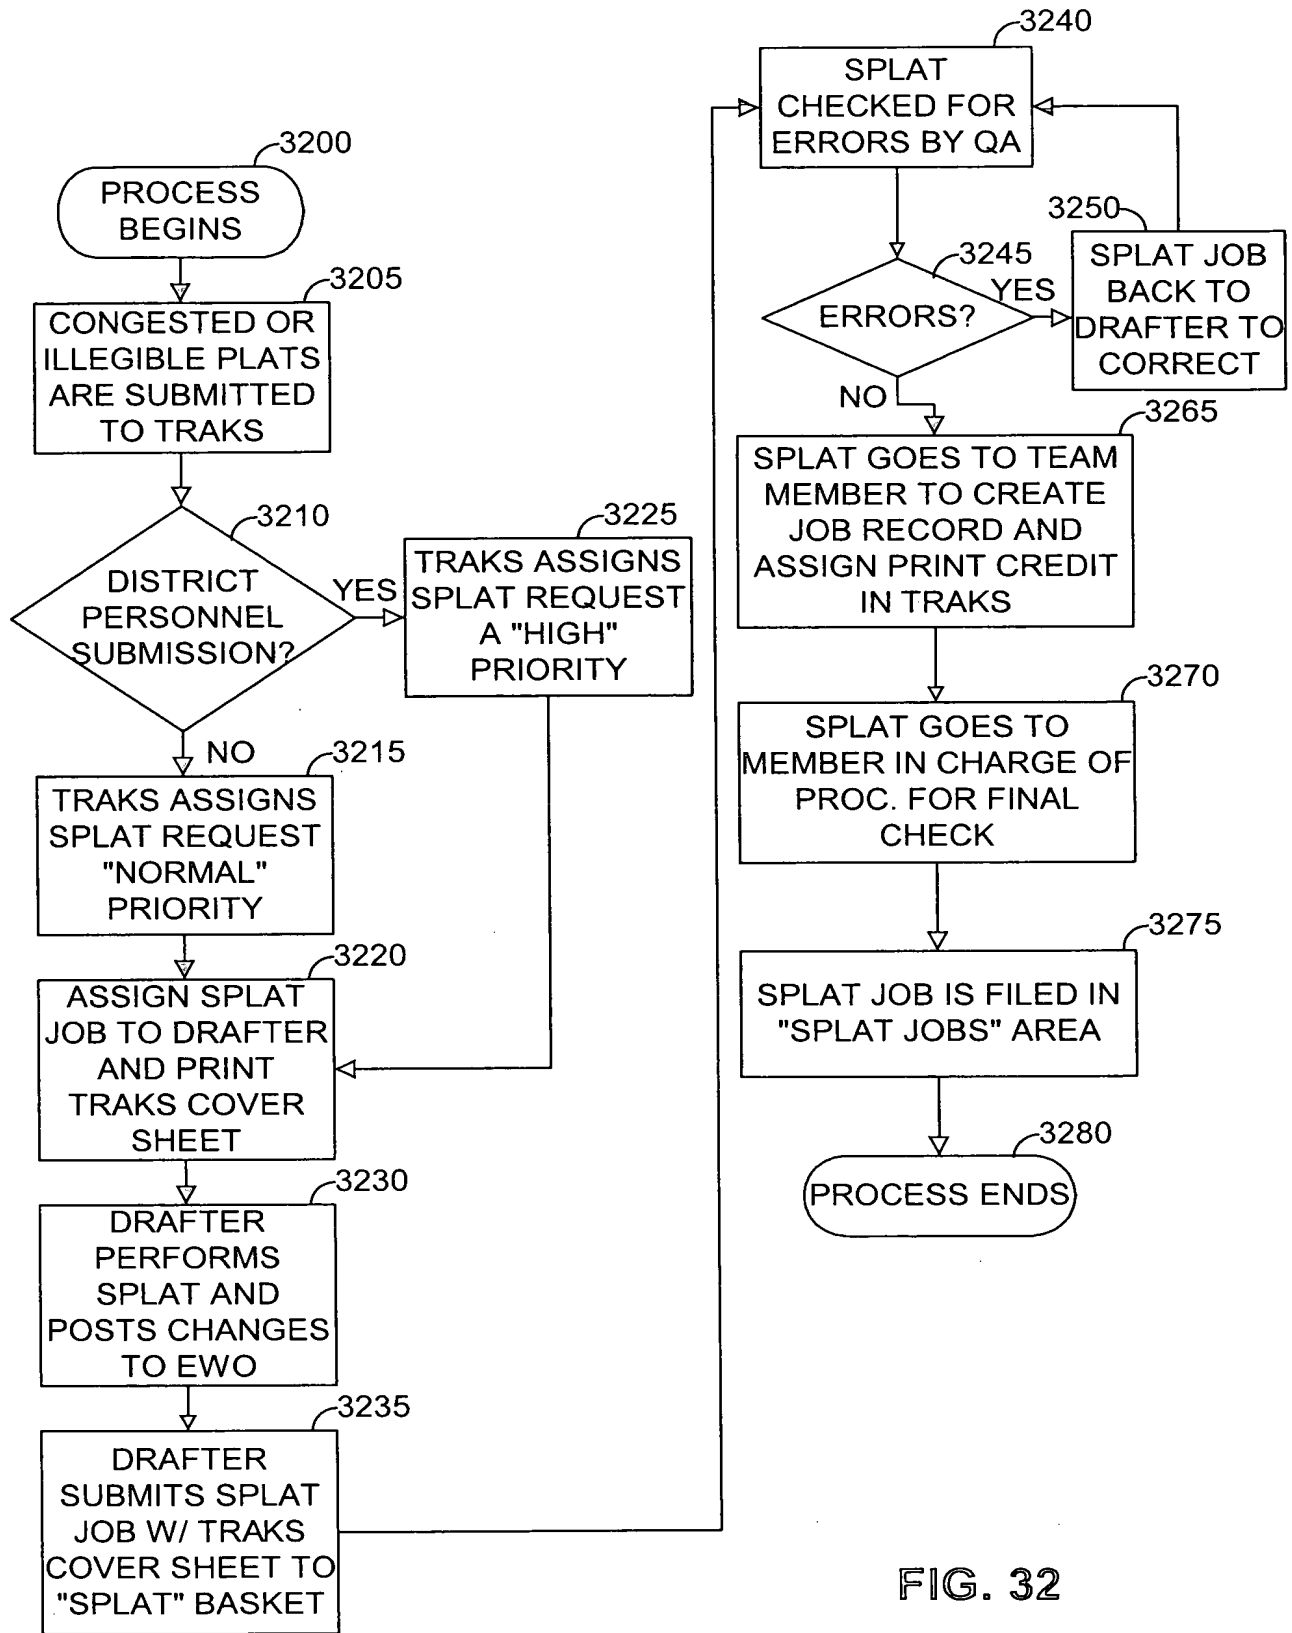 3200
PROCESS
BEGINS
3205
CONGESTED OR
ILLEGIBLE PLATS
ARE SUBMITTED
TO TRAKS
3210
DISTRICT
PERSONNEL
SUBMISSION?
YES
3225
TRAKS ASSIGNS
SPLAT REQUEST
A "HIGH"
PRIORITY
NO
3215
TRAKS ASSIGNS
SPLAT REQUEST
"NORMAL"
PRIORITY
3220
ASSIGN SPLAT
JOB TO DRAFTER
AND PRINT
TRAKS COVER
SHEET
3230
DRAFTER
PERFORMS
SPLAT AND
POSTS CHANGES
TO EWO
3235
DRAFTER
SUBMITS SPLAT
JOB W/ TRAKS
COVER SHEET TO
"SPLAT" BASKET
3240
SPLAT
CHECKED FOR
ERRORS BY QA
3245
ERRORS?
YES
3250
SPLAT JOB
BACK TO
DRAFTER TO
CORRECT
NO
3265
SPLAT GOES TO TEAM
MEMBER TO CREATE
JOB RECORD AND
ASSIGN PRINT CREDIT
IN TRAKS
3270
SPLAT GOES TO
MEMBER IN CHARGE OF
PROC. FOR FINAL
CHECK
3275
SPLAT JOB IS FILED IN
"SPLAT JOBS" AREA
3280
PROCESS ENDS
FIG. 32